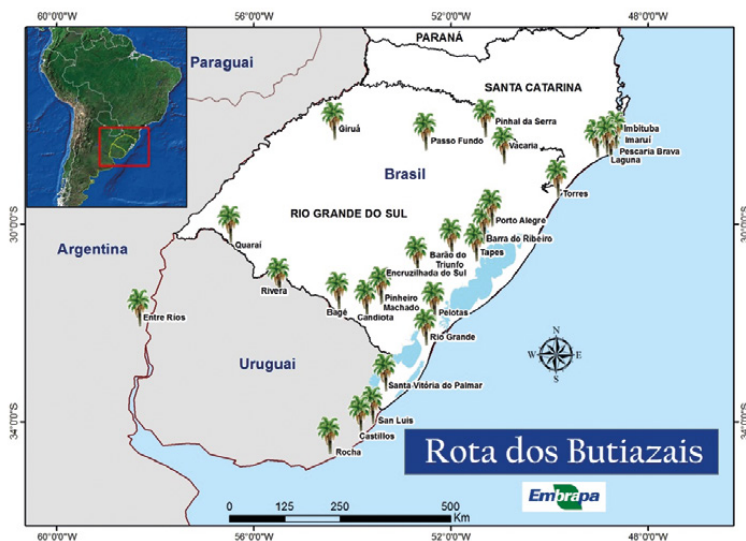 60°0'0"W
56°0'0"W
52°0'0"W
48°0'0"W
PARANÁ
Paraguai
SANTA CATARINA
Giruá
Passo Fundo
Pinhal da Serra
Vacaria
Imbituba
Imaruí
Pescaria Brava
Laguna
Brasil
Torres
RIO GRANDE DO SUL
Porto Alegre
30°0'0"S
30°0'0"S
Argentina
Quaraí
Barra do Ribeiro
Barão do
Triunfo
Tapes
Encruzilhada do Sul
Rivera
Bagé
Candiota
Pinheiro
Machado
Pelotas
Entre Ríos
Rio Grande
N
W
E
S
Uruguai
Santa Vitória do Palmar
San Luis
Castillos
Rocha
34°0'0"S
34°0'0"S
Rota dos Butiazais
Embrapa
0
125
250
500
Km
60°0'0"W
56°0'0"W
52°0'0"W
48°0'0"W